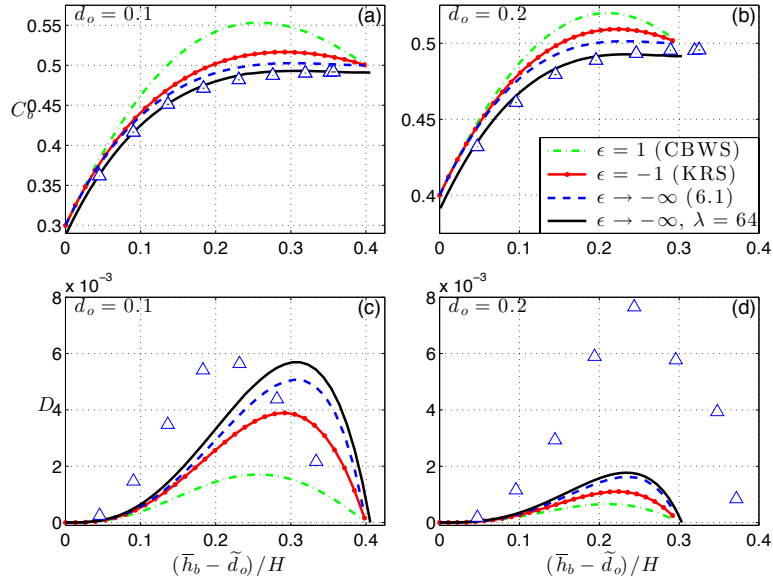 d_o = 0.1
(a)
0.55
0.5
0.45
0.4
0.35
0.3
0
0.1
0.2
0.3
0.4
d_o = 0.2
(b)
0.5
0.45
0.4
ϵ = 1 (CBWS)
ϵ = −1 (KRS)
ϵ → −∞ (6.1)
ϵ → −∞, λ = 64
0
0.1
0.2
0.3
0.4
x 10⁻³
d_o = 0.1
(c)
8
6
4
2
0
D
0
0.1
0.2
0.3
0.4
(h̅_b − d̃_o)/H
x 10⁻³
d_o = 0.2
(d)
8
6
4
2
0
0
0.1
0.2
0.3
0.4
(h̅_b − d̃_o)/H